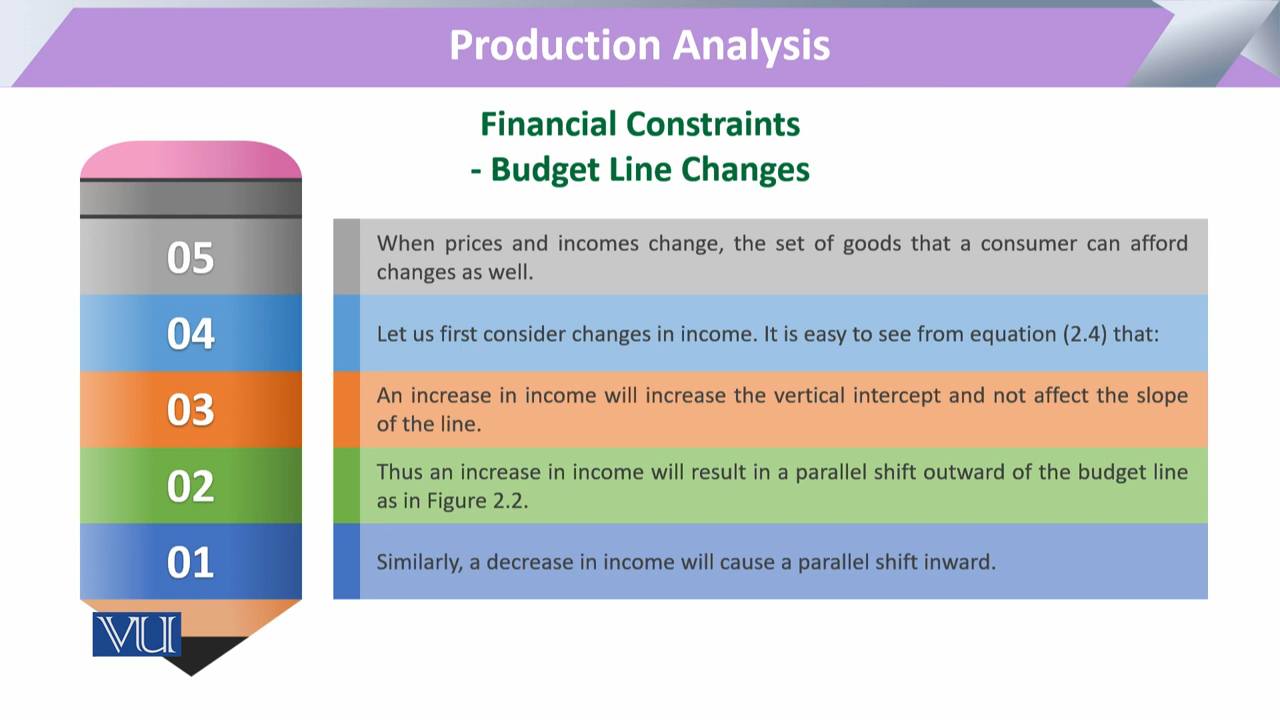 Production Analysis
Financial Constraints
- Budget Line Changes
05
When prices and incomes change, the set of goods that a consumer can afford
changes as well.
04
Let us first consider changes in income. It is easy to see from equation (2.4) that:
03
An increase in income will increase the vertical intercept and not affect the slope
of the line.
02
Thus an increase in income will result in a parallel shift outward of the budget line
as in Figure 2.2.
01
Similarly, a decrease in income will cause a parallel shift inward.
VU